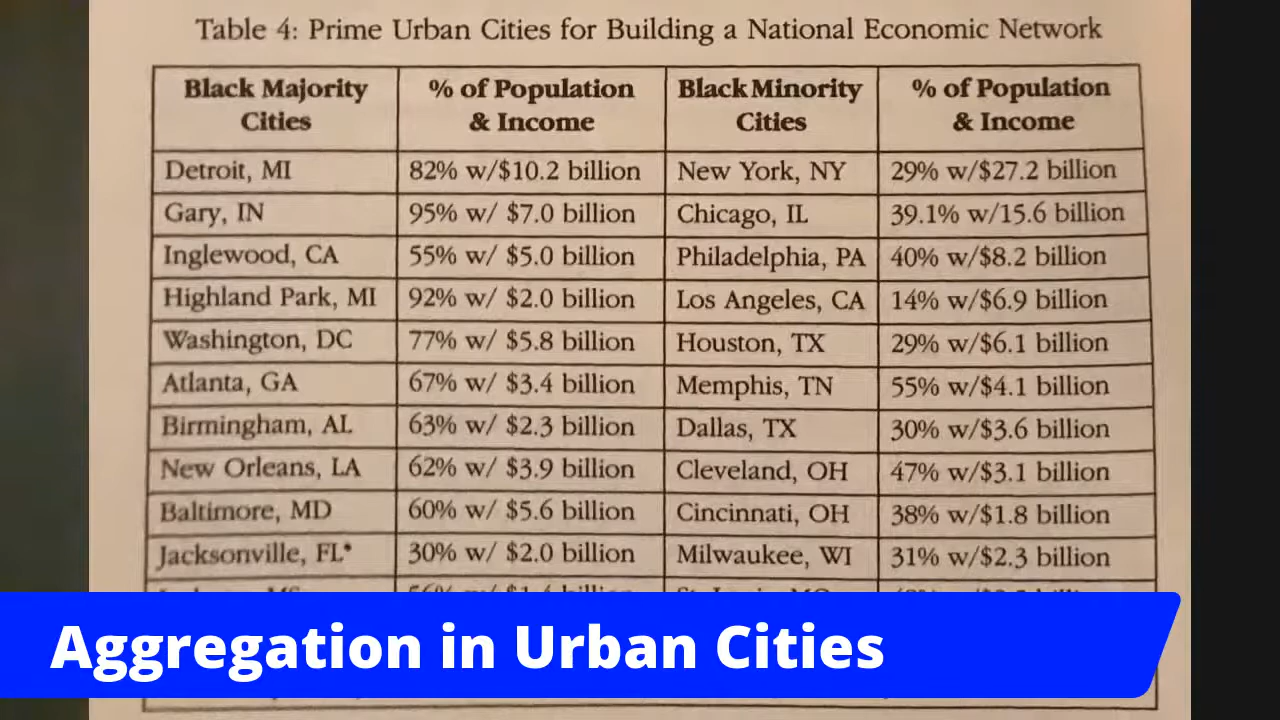 Table 4: Prime Urban Cities for Building a National Economic Network
Black Majority Cities % of Population & Income Black Minority Cities % of Population & Income
Detroit, MI 82% w/$10.2 billion New York, NY 29% w/$27.2 billion
Gary, IN 95% w/ $7.0 billion Chicago, IL 39.1% w/15.6 billion
Inglewood, CA 55% w/ $5.0 billion Philadelphia, PA 40% w/$8.2 billion
Highland Park, MI 92% w/ $2.0 billion Los Angeles, CA 14% w/$6.9 billion
Washington, DC 77% w/ $5.8 billion Houston, TX 29% w/$6.1 billion
Atlanta, GA 67% w/ $3.4 billion Memphis, TN 55% w/$4.1 billion
Birmingham, AL 63% w/ $2.3 billion Dallas, TX 30% w/$3.6 billion
New Orleans, LA 62% w/ $3.9 billion Cleveland, OH 47% w/$3.1 billion
Baltimore, MD 60% w/ $5.6 billion Cincinnati, OH 38% w/$1.8 billion
Jacksonville, FL* 30% w/ $2.0 billion Milwaukee, WI 31% w/$2.3 billion
Aggregation in Urban Cities